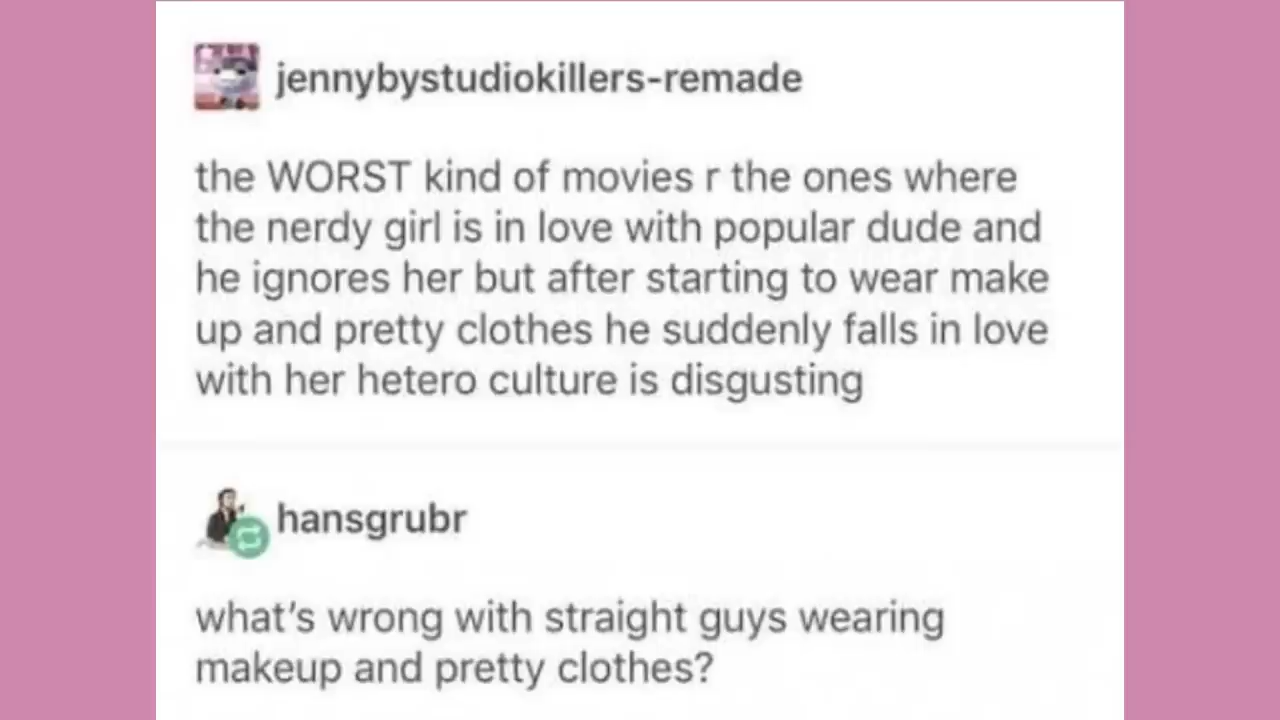 jennybystudiokillers-remade
the WORST kind of movies r the ones where
the nerdy girl is in love with popular dude and
he ignores her but after starting to wear make
up and pretty clothes he suddenly falls in love
with her hetero culture is disgusting
hansgrubr
what's wrong with straight guys wearing
makeup and pretty clothes?